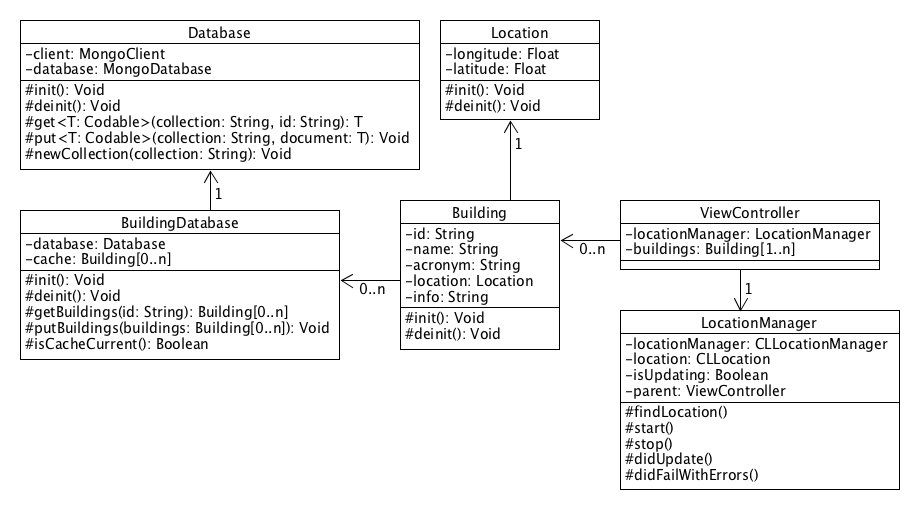 Database
-client: MongoClient
-database: MongoDatabase
#init(): Void
#deinit(): Void
#get<T: Codable>(collection: String, id: String): T
#put<T: Codable>(collection: String, document: T): Void
#newCollection(collection: String): Void
Location
-longitude: Float
-latitude: Float
#init(): Void
#deinit(): Void
1
1
BuildingDatabase
-database: Database
-cache: Building[0..n]
#init(): Void
#deinit(): Void
#getBuildings(id: String): Building[0..n]
#putBuildings(buildings: Building[0..n]): Void
#isCacheCurrent(): Boolean
0..n
Building
-id: String
-name: String
-acronym: String
-location: Location
-info: String
#init(): Void
#deinit(): Void
0..n
ViewController
-locationManager: LocationManager
-buildings: Building[1..n]
1
LocationManager
-locationManager: CLLocationManager
-location: CLLocation
-isUpdating: Boolean
-parent: ViewController
#findLocation()
#start()
#stop()
#didUpdate()
#didFailWithErrors()